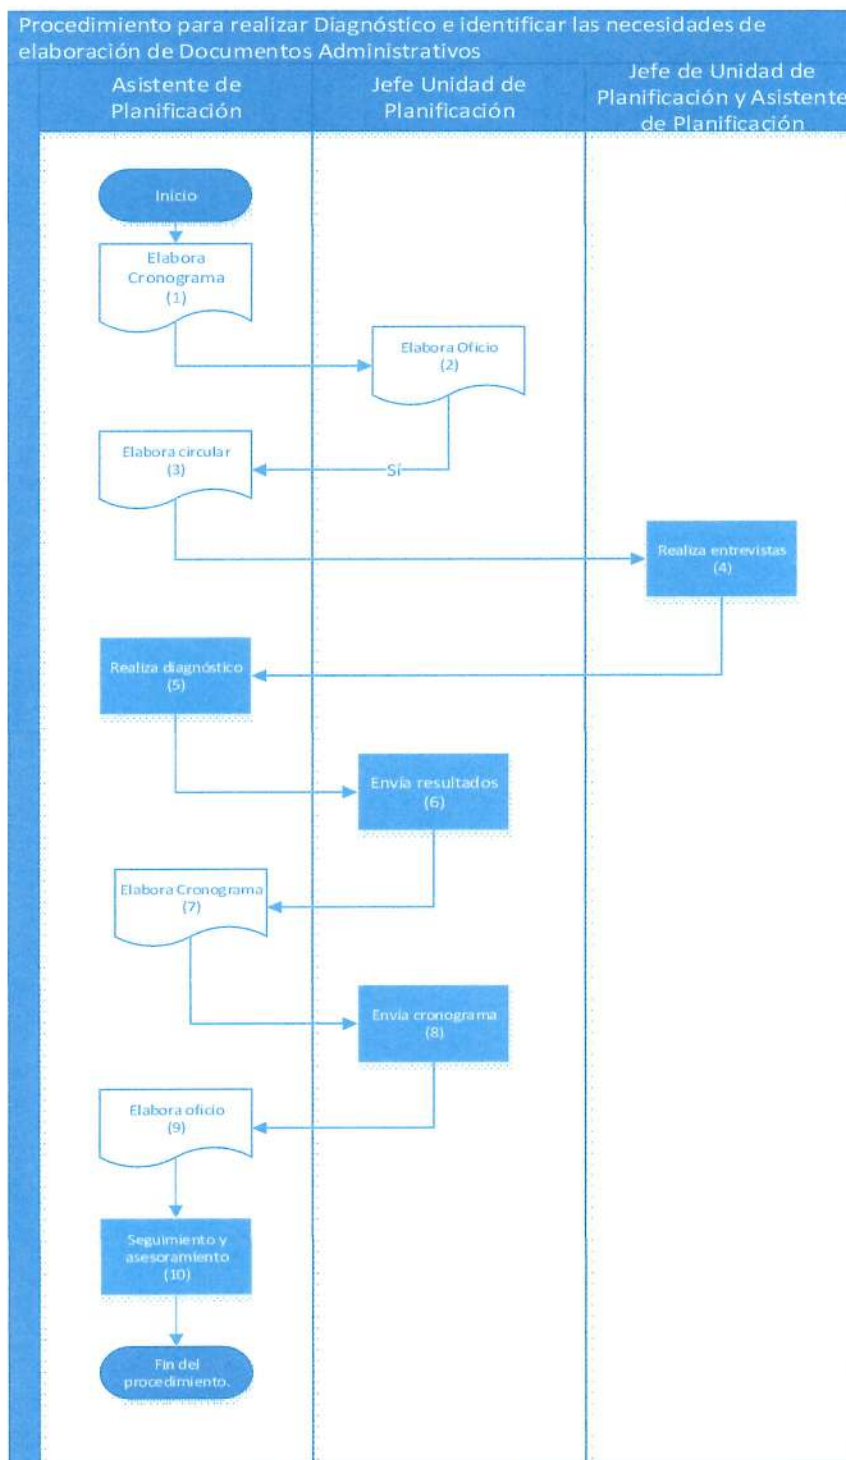 Procedimiento para realizar Diagnóstico e identificar las necesidades de
elaboración de Documentos Administrativos
Asistente de
Planificación
Jefe Unidad de
Planificación
Jefe de Unidad de
Planificación y Asistente
de Planificación
Inicio
Elabora
Cronograma
(1)
Elabora Oficio
(2)
Elabora circular
(3)
Sí
Realiza entrevistas
(4)
Realiza diagnóstico
(5)
Envía resultados
(6)
Elabora Cronograma
(7)
Envía cronograma
(8)
Elabora oficio
(9)
Seguimiento y
asesoramiento
(10)
Fin del
procedimiento.